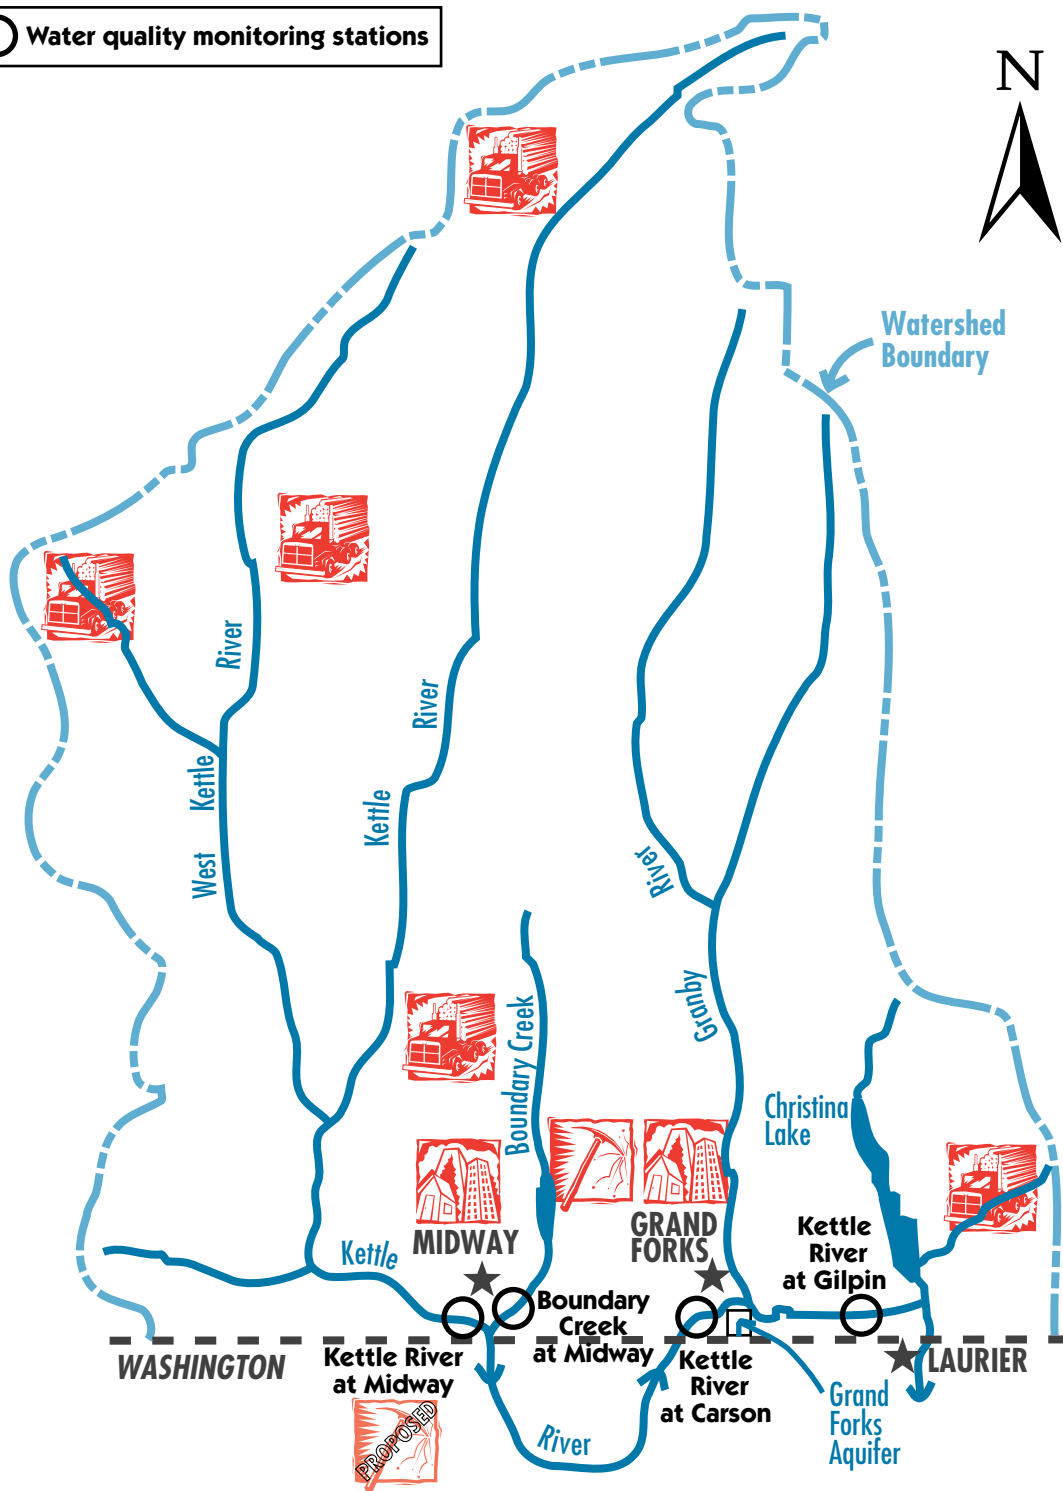 Water quality monitoring stations
N
Watershed
Boundary
River
Kettle
West
River
Kettle
River
Granby
Boundary Creek
Christina
Lake
MIDWAY
GRAND
FORKS
Kettle
River
at Gilpin
Kettle
Boundary
Creek
at Midway
WASHINGTON
Kettle River
at Midway
Kettle
River
at Carson
LAURIER
Grand
Forks
Aquifer
PROPOSED
River